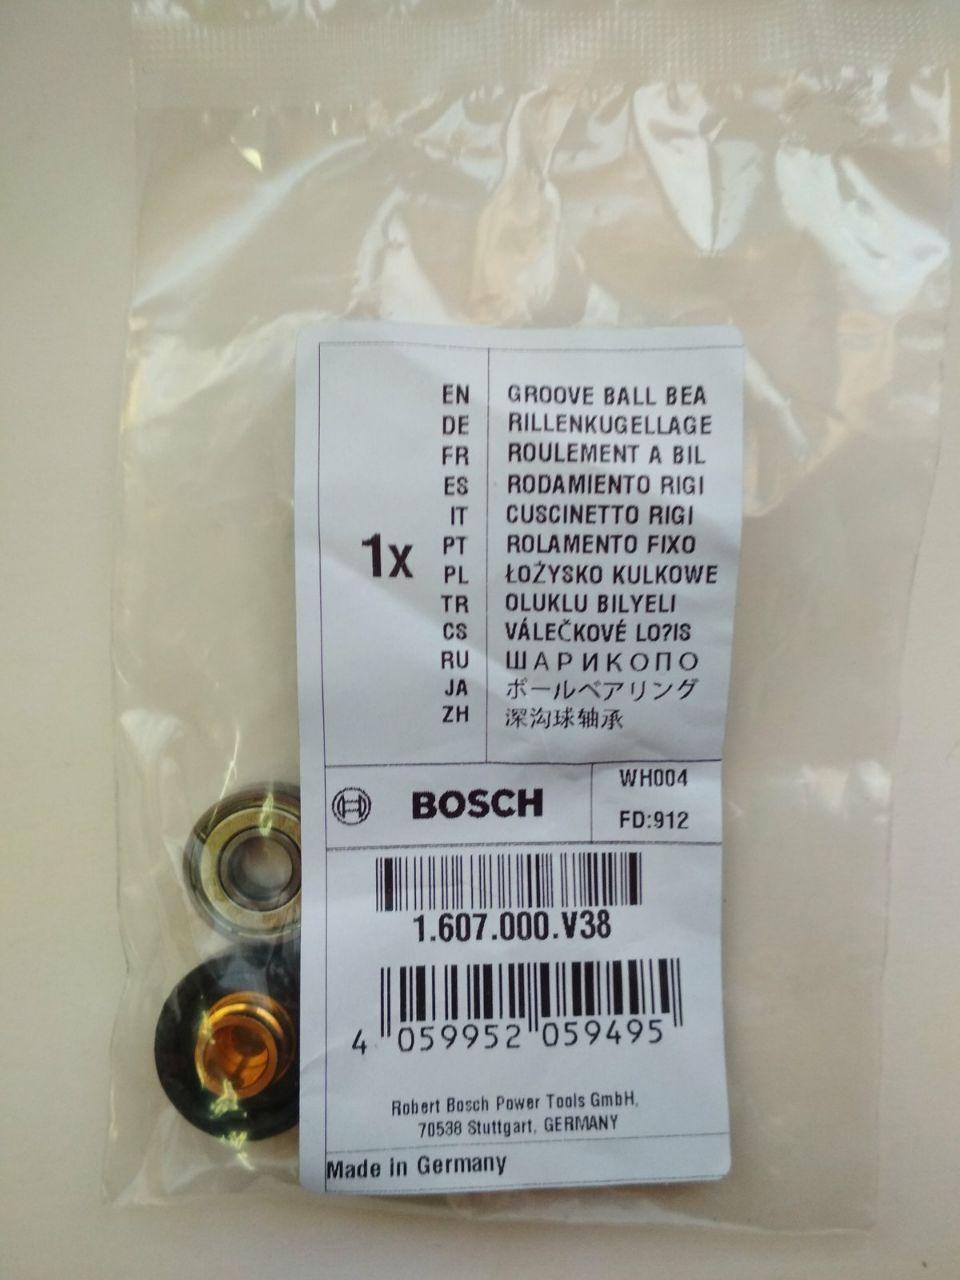 1x
EN GROOVE BALL BEA
DE RILLENKUGELLAGE
FR ROULEMENT A BIL
ES RODAMIENTO RIGI
IT CUSCINETTO RIGI
PT ROLAMENTO FIXO
PL ŁOŻYSKO KULKOWE
TR OLUKLU BILYELI
CS VÁLEČKOVÉ LO?IS
RU ШАРИКОПО
JA ボールベアリング
ZH 深沟球轴承
BOSCH
WH004
FD:912
1.607.000.V38
4 059952 059495
Robert Bosch Power Tools GmbH,
70538 Stuttgart, GERMANY
Made in Germany